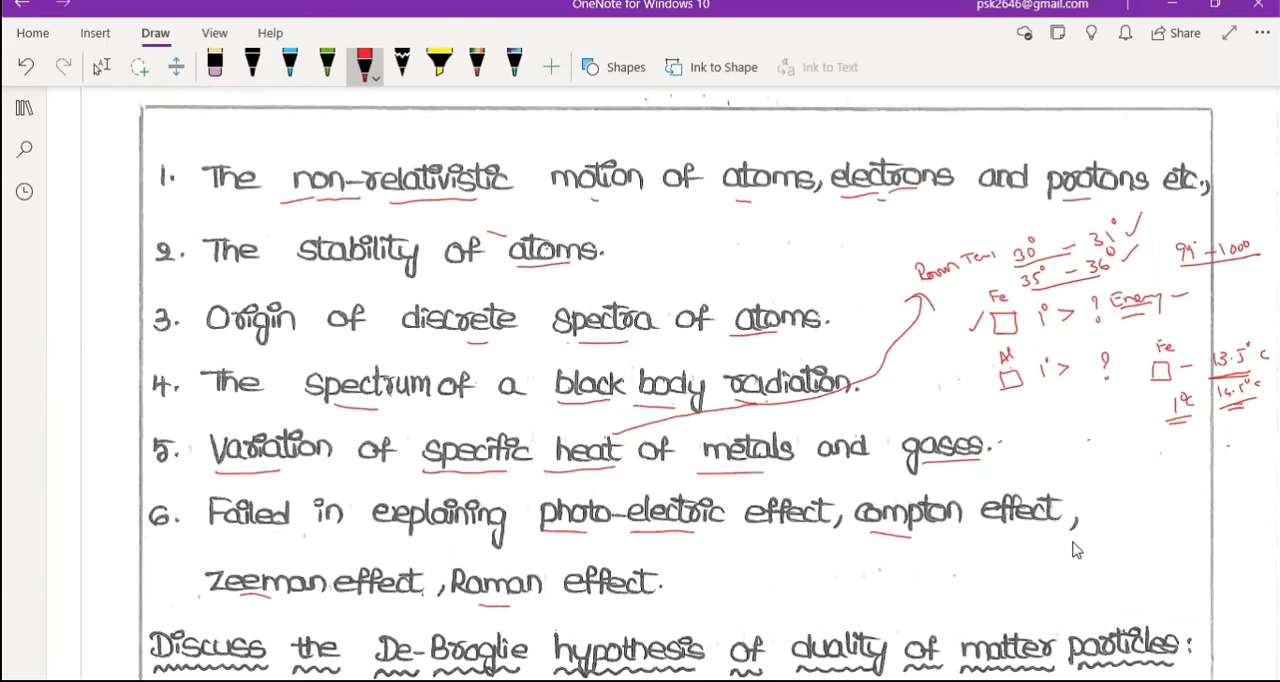 OneNote for Windows 10
psk2646@gmail.com
Home Insert Draw View Help
Share
Shapes Ink to Shape Ink to Text
1. The non-relativistic motion of atoms, electrons and protons etc.,
2. The stability of atoms.
3. Origin of discrete spectra of atoms.
4. The spectrum of a black body radiation.
5. Variation of specific heat of metals and gases.
6. Failed in explaining photo-electric effect, compton effect,
Zeeman effect, Raman effect.
Discuss the De-Broglie hypothesis of duality of matter particles:
30° - 31° ✓
35° - 36° ✓
99° - 100°
Fe
1° > ? Energy -
Al
1° > ?
Fe
- 13.5°C
14.5°C
1°C